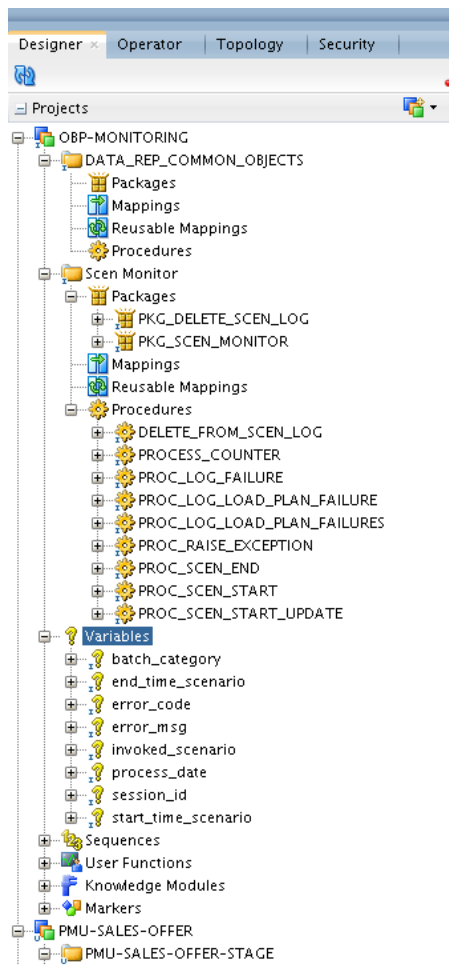 Designer Operator Topology Security
Projects
OBP-MONITORING
DATA_REP_COMMON_OBJECTS
Packages
Mappings
Reusable Mappings
Procedures
Scen Monitor
Packages
PKG_DELETE_SCEN_LOG
PKG_SCEN_MONITOR
Mappings
Reusable Mappings
Procedures
DELETE_FROM_SCEN_LOG
PROCESS_COUNTER
PROC_LOG_FAILURE
PROC_LOG_LOAD_PLAN_FAILURE
PROC_LOG_LOAD_PLAN_FAILURES
PROC_RAISE_EXCEPTION
PROC_SCEN_END
PROC_SCEN_START
PROC_SCEN_START_UPDATE
Variables
batch_category
end_time_scenario
error_code
error_msg
invoked_scenario
process_date
session_id
start_time_scenario
Sequences
User Functions
Knowledge Modules
Markers
PMU-SALES-OFFER
PMU-SALES-OFFER-STAGE